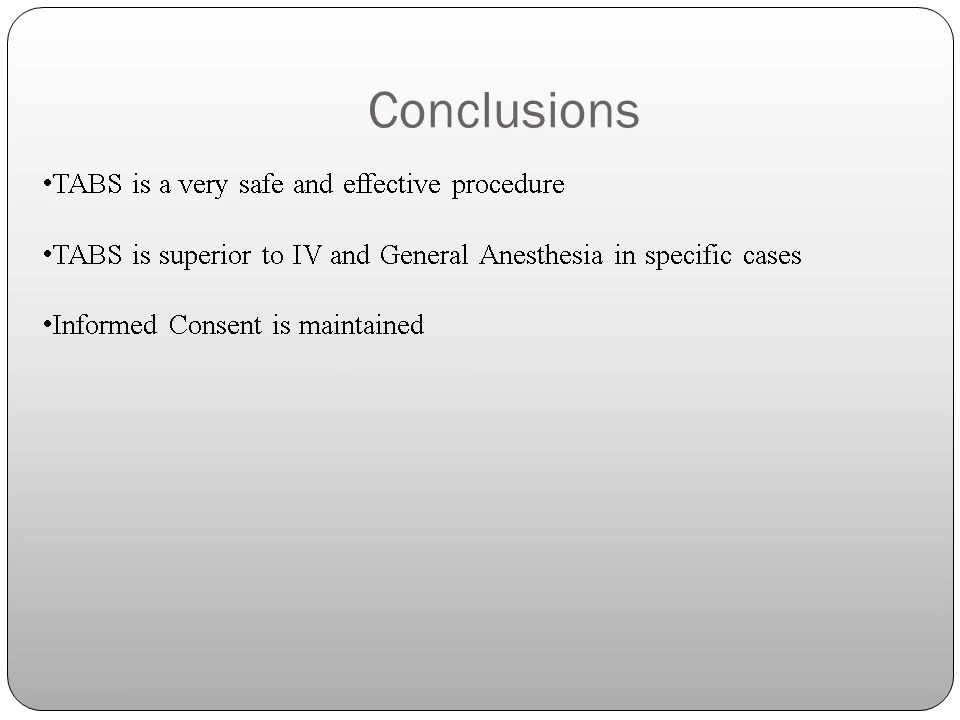 Conclusions
•TABS is a very safe and effective procedure
•TABS is superior to IV and General Anesthesia in specific cases
•Informed Consent is maintained